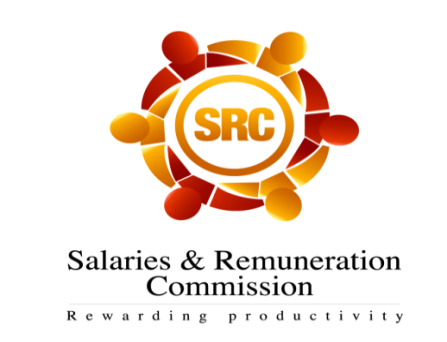 SRC
Salaries & Remuneration
Commission
Rewarding productivity